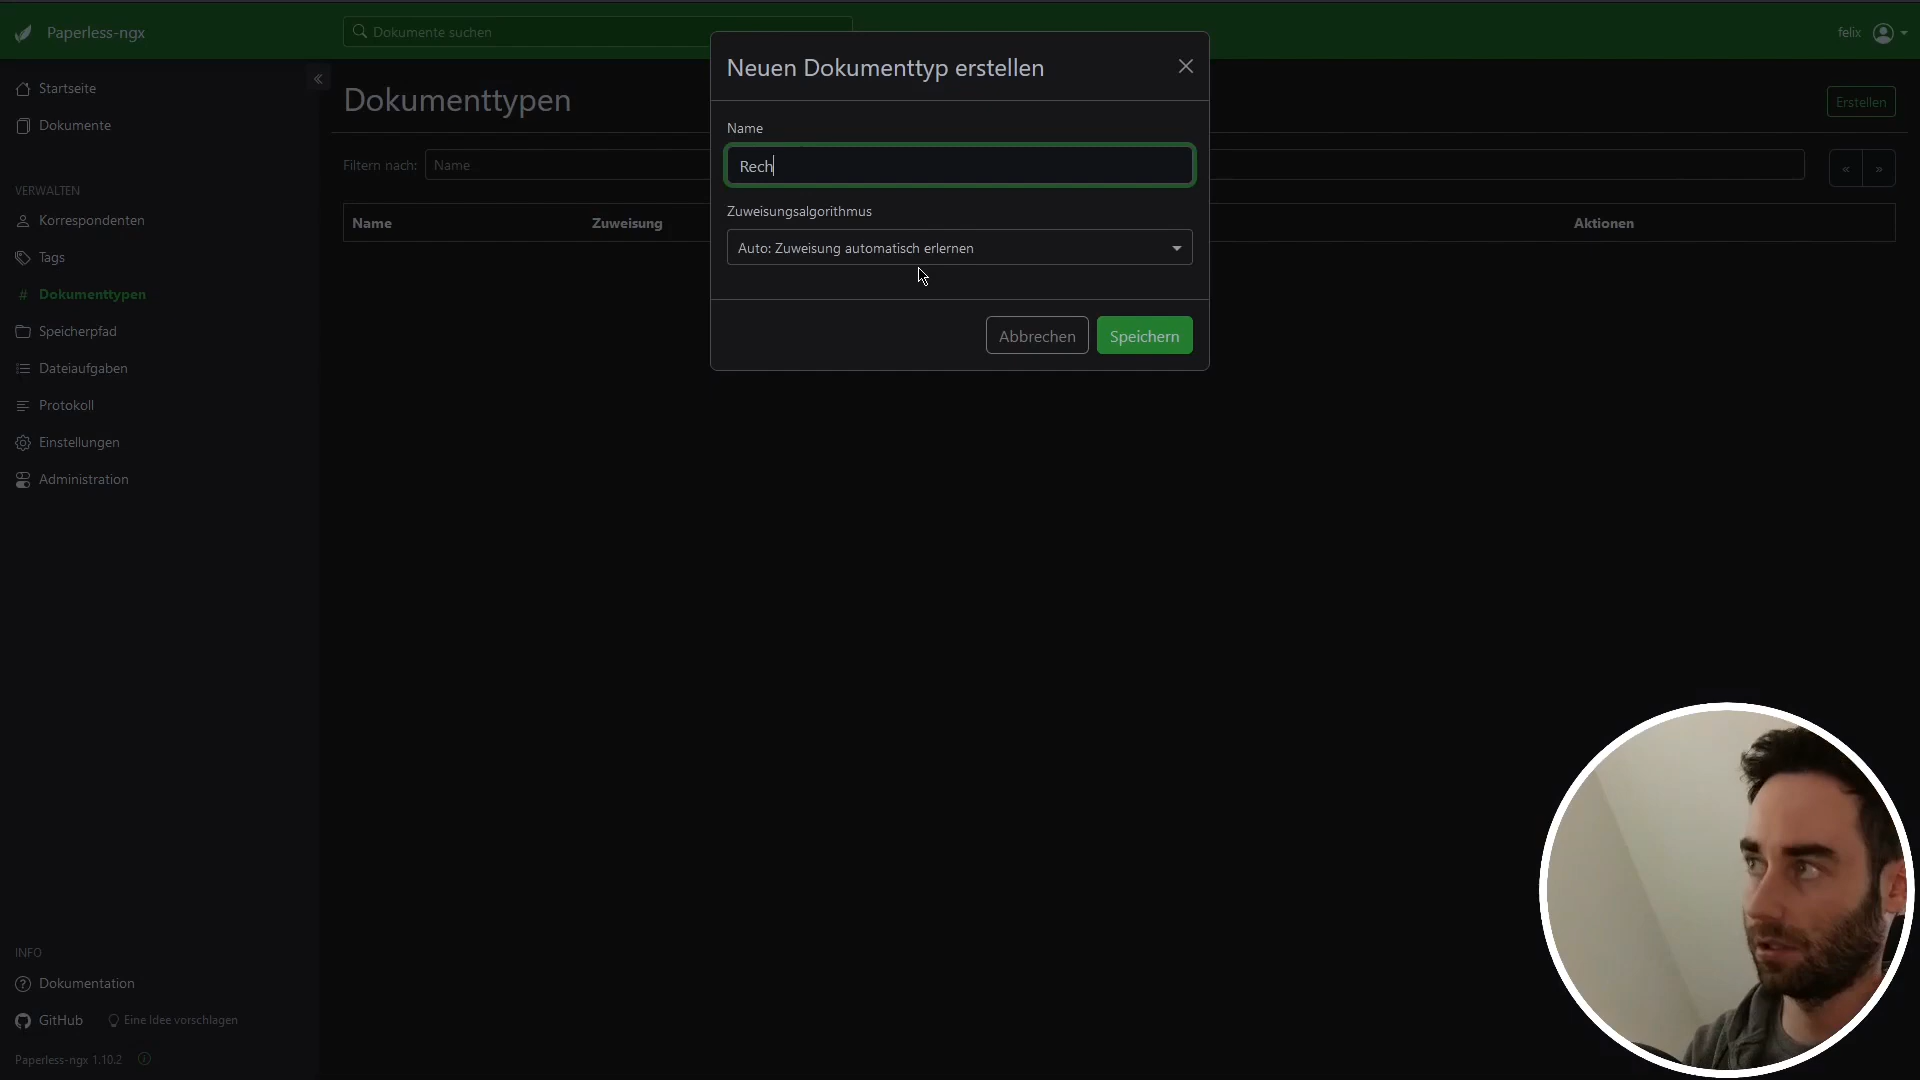 Paperless-ngx
Dokumente suchen
felix
Startseite
Dokumente
VERWALTEN
Korrespondenten
Tags
Dokumenttypen
Speicherpfad
Dateiaufgaben
Protokoll
Einstellungen
Administration
INFO
Dokumentation
GitHub
Eine Idee vorschlagen
Paperless-ngx 1.10.2
Dokumenttypen
Erstellen
Filtern nach:
Name
« »
Name Zuweisung Aktionen
Neuen Dokumenttyp erstellen
Name
Rech
Zuweisungsalgorithmus
Auto: Zuweisung automatisch erlernen
Abbrechen
Speichern